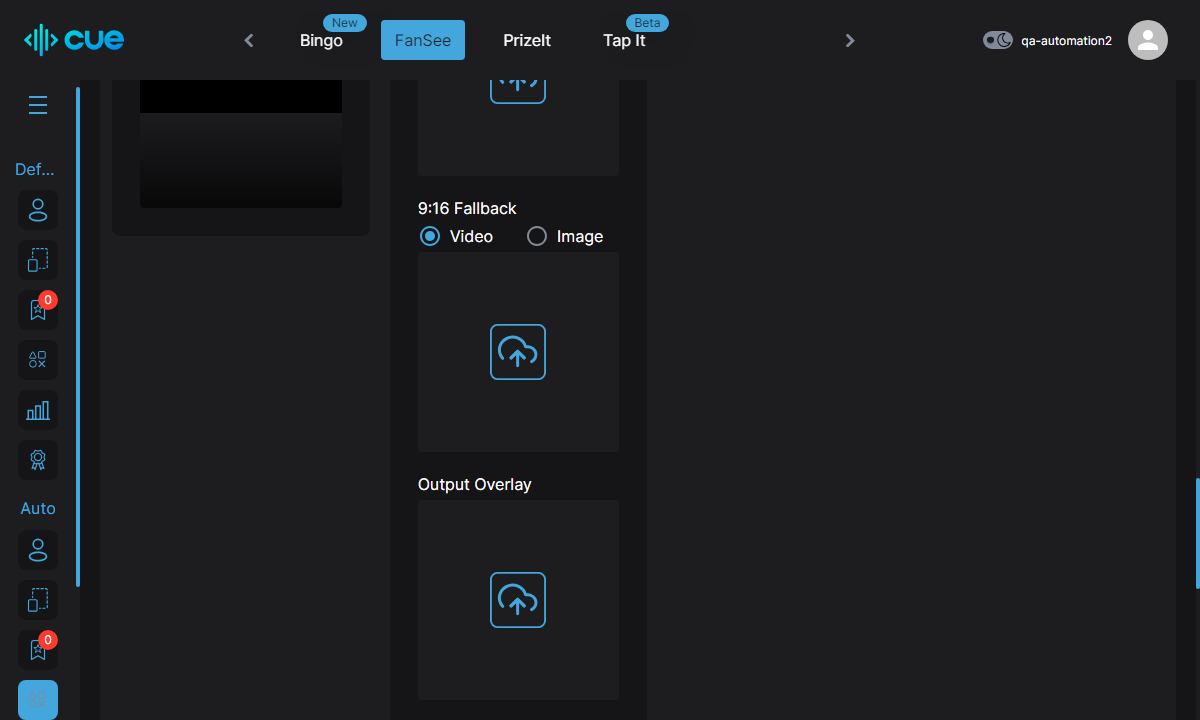 cue
Bingo
New
FanSee
PrizeIt
Tap It
Beta
qa-automation2
Def...
0
Auto
0
9:16 Fallback
Video
Image
Output Overlay